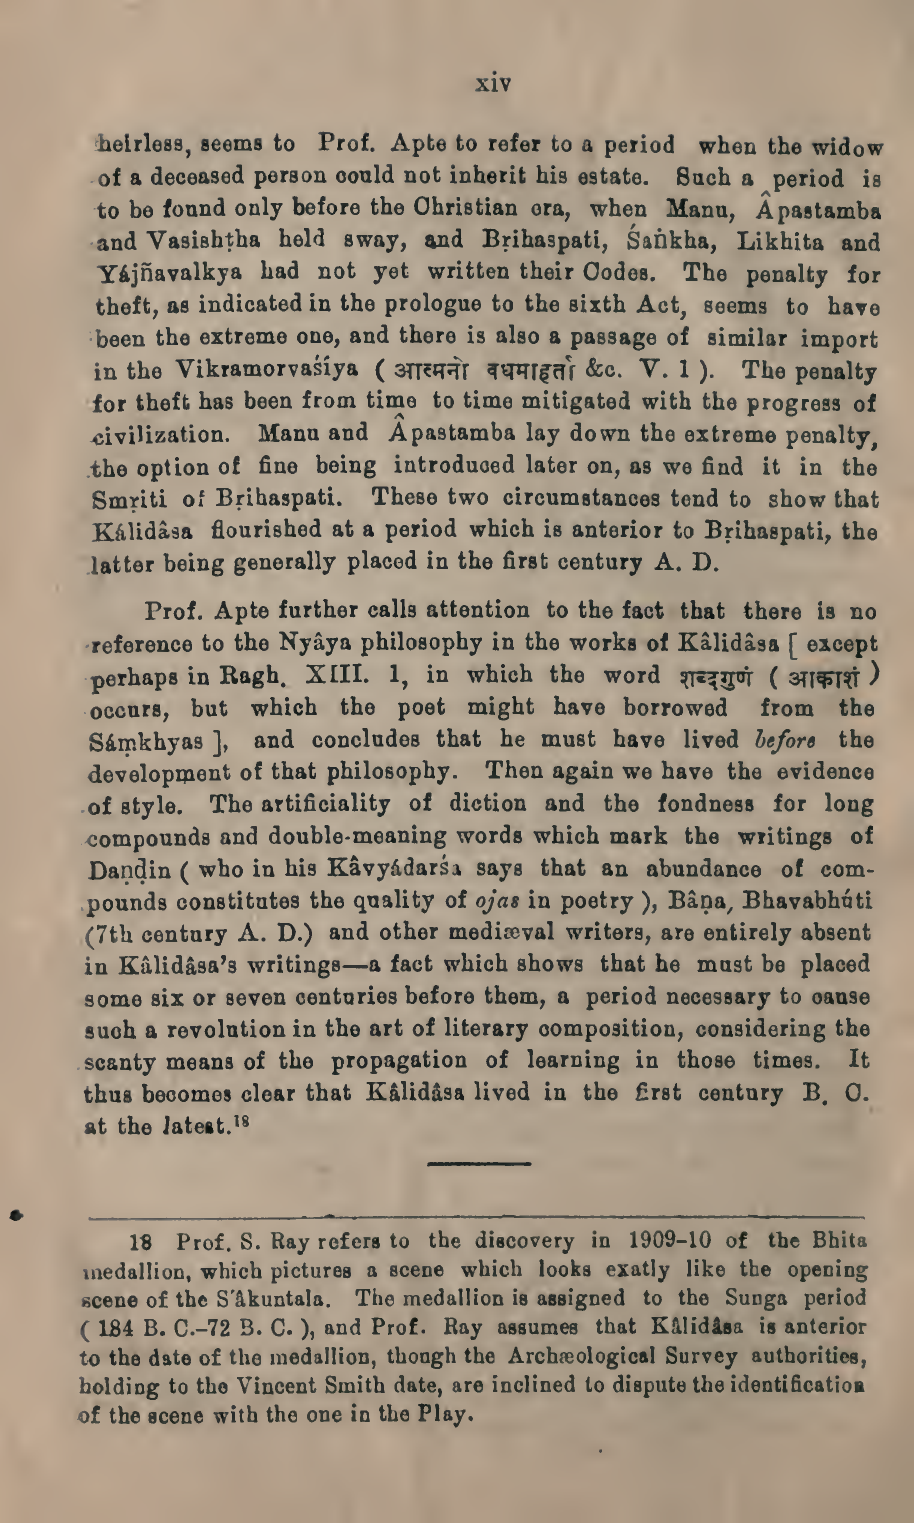 xiv
heirless, seems to Prof. Apte to refer to a period when the widow
of a deceased person could not inherit his estate. Such a period is
to be found only before the Christian era, when Manu, Âpastamba
and Vasishṭha held sway, and Bṛihaspati, Śaṅkha, Likhita and
Yájñavalkya had not yet written their Codes. The penalty for
theft, as indicated in the prologue to the sixth Act, seems to have
been the extreme one, and there is also a passage of similar import
in the Vikramorvaśíya ( आत्मनो वधमाहर्ता &c. V. 1 ). The penalty
for theft has been from time to time mitigated with the progress of
civilization. Manu and Âpastamba lay down the extreme penalty,
the option of fine being introduced later on, as we find it in the
Smṛiti of Bṛihaspati. These two circumstances tend to show that
Kálidâsa flourished at a period which is anterior to Bṛihaspati, the
latter being generally placed in the first century A. D.
Prof. Apte further calls attention to the fact that there is no
reference to the Nyâya philosophy in the works of Kâlidâsa [ except
perhaps in Ragh. XIII. 1, in which the word शब्दगुणं ( आकाशं )
occurs, but which the poet might have borrowed from the
Sáṃkhyas ], and concludes that he must have lived before the
development of that philosophy. Then again we have the evidence
of style. The artificiality of diction and the fondness for long
compounds and double-meaning words which mark the writings of
Daṇḍin ( who in his Kâvyádarśa says that an abundance of com-
pounds constitutes the quality of ojas in poetry ), Bâṇa, Bhavabhúti
(7th century A. D.) and other mediæval writers, are entirely absent
in Kâlidâsa's writings—a fact which shows that he must be placed
some six or seven centuries before them, a period necessary to cause
such a revolution in the art of literary composition, considering the
scanty means of the propagation of learning in those times. It
thus becomes clear that Kâlidâsa lived in the first century B. C.
at the latest.¹⁸
18 Prof. S. Ray refers to the discovery in 1909-10 of the Bhita
medallion, which pictures a scene which looks exatly like the opening
scene of the S'âkuntala. The medallion is assigned to the Sunga period
( 184 B. C.-72 B. C. ), and Prof. Ray assumes that Kâlidâsa is anterior
to the date of the medallion, though the Archæological Survey authorities,
holding to the Vincent Smith date, are inclined to dispute the identification
of the scene with the one in the Play.